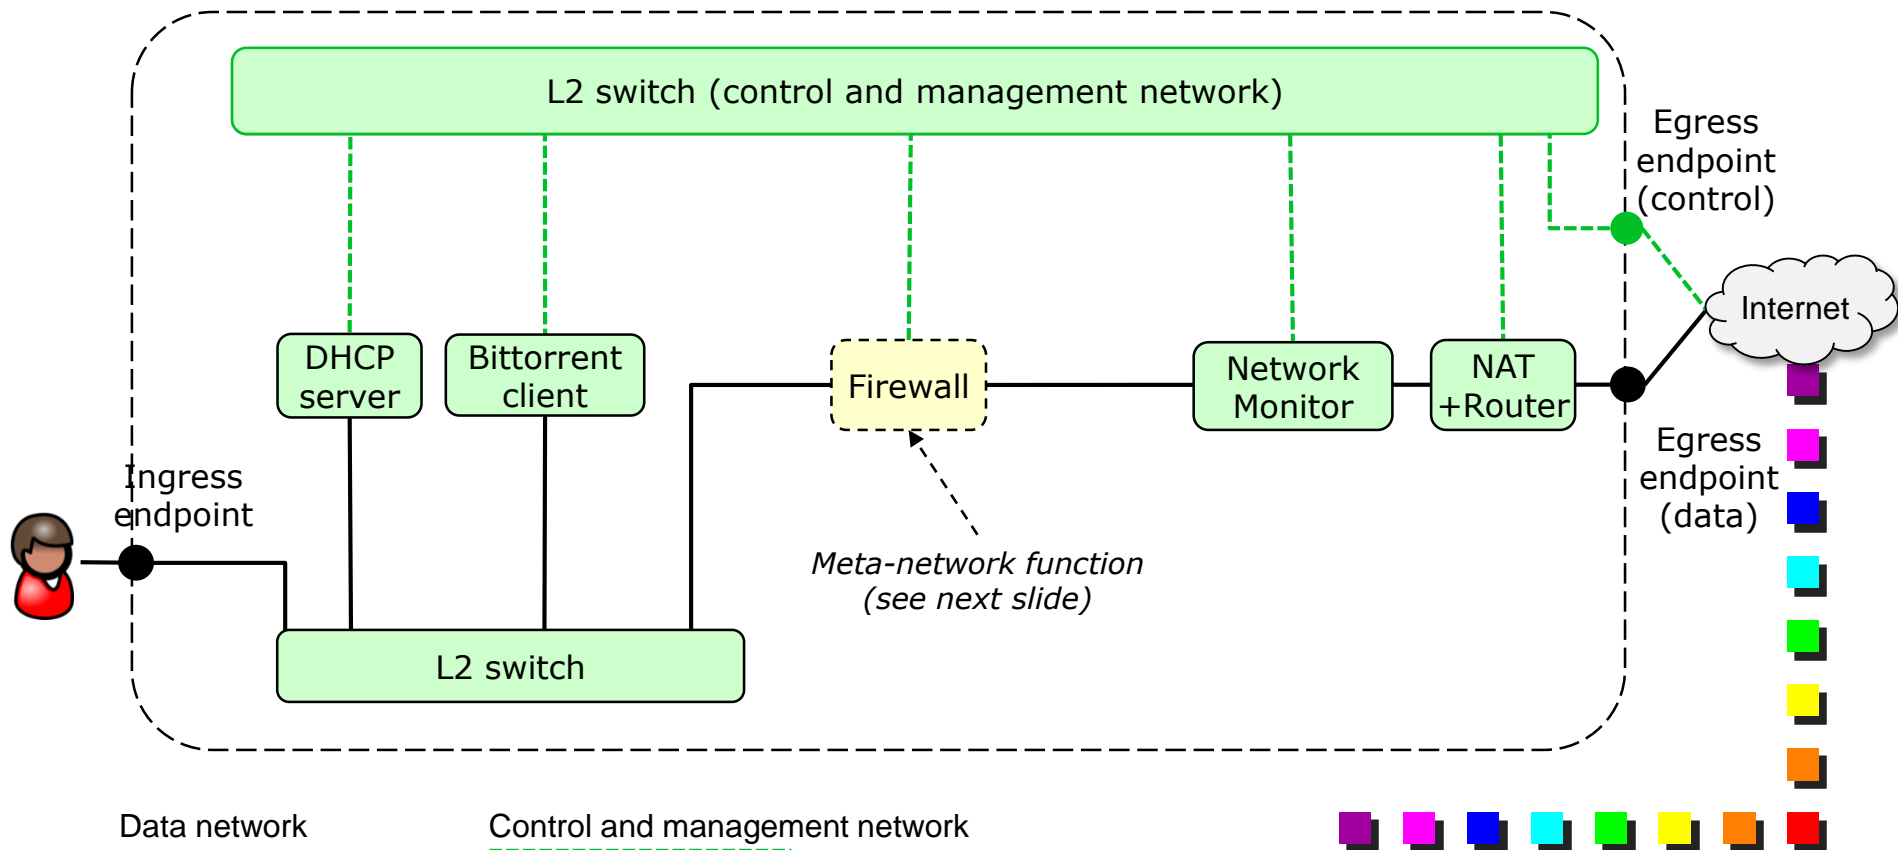 L2 switch (control and management network)
Egress
endpoint
(control)
Internet
DHCP
server
Bittorrent
client
Firewall
Network
Monitor
NAT
+Router
Egress
endpoint
(data)
Ingress
endpoint
Meta-network function
(see next slide)
L2 switch
Data network
Control and management network